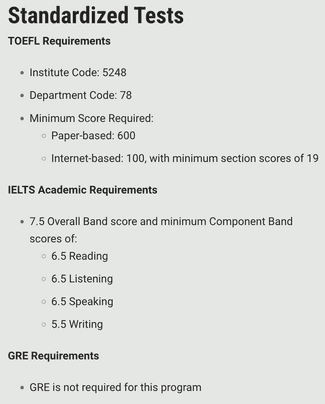 Standardized Tests
TOEFL Requirements
Institute Code: 5248
Department Code: 78
Minimum Score Required:
Paper-based: 600
Internet-based: 100, with minimum section scores of 19
IELTS Academic Requirements
7.5 Overall Band score and minimum Component Band
scores of:
6.5 Reading
6.5 Listening
6.5 Speaking
5.5 Writing
GRE Requirements
GRE is not required for this program